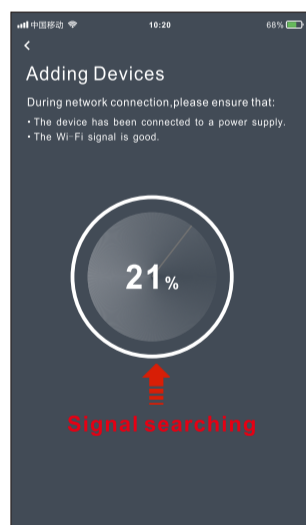 中国移动 10:20 68%
Adding Devices
During network connection,please ensure that:
• The device has been connected to a power supply.
• The Wi-Fi signal is good.
21%
Signal searching